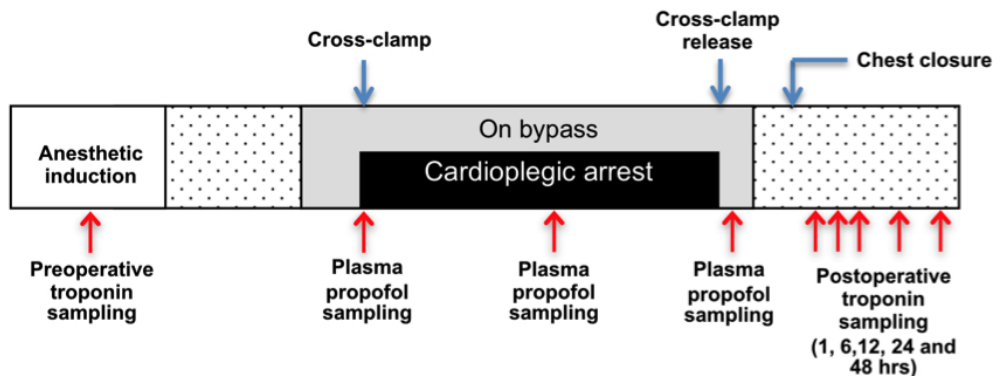 Cross-clamp
Cross-clamp
release
Chest closure
On bypass
Anesthetic
induction
Cardioplegic arrest
Preoperative
troponin
sampling
Plasma
propofol
sampling
Plasma
propofol
sampling
Plasma
propofol
sampling
Postoperative
troponin
sampling
(1, 6,12, 24 and
48 hrs)